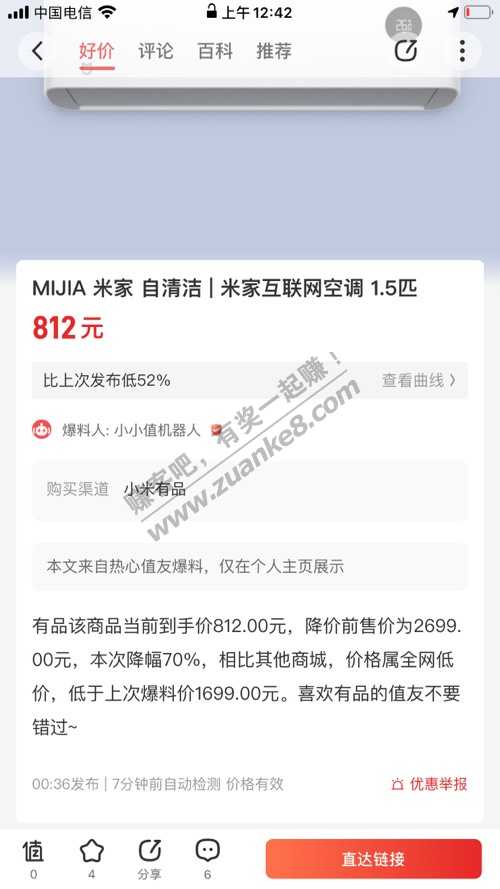 中国电信 上午 12:42
好价 评论 百科 推荐
MIJIA 米家 自清洁 | 米家互联网空调 1.5匹
812 元
比上次发布低52% 查看曲线 〉
爆料人: 小小值机器人
购买渠道 小米有品
赚客吧，有奖一起赚！
www.zuanke8.com
本文来自热心值友爆料，仅在个人主页展示
有品该商品当前到手价812.00元，降价前售价为2699.
00元，本次降幅70%，相比其他商城，价格属全网低
价，低于上次爆料价1699.00元。喜欢有品的值友不要
错过~
00:36发布 | 7分钟前自动检测 价格有效 优惠举报
值 分享 直达链接
0 4 6